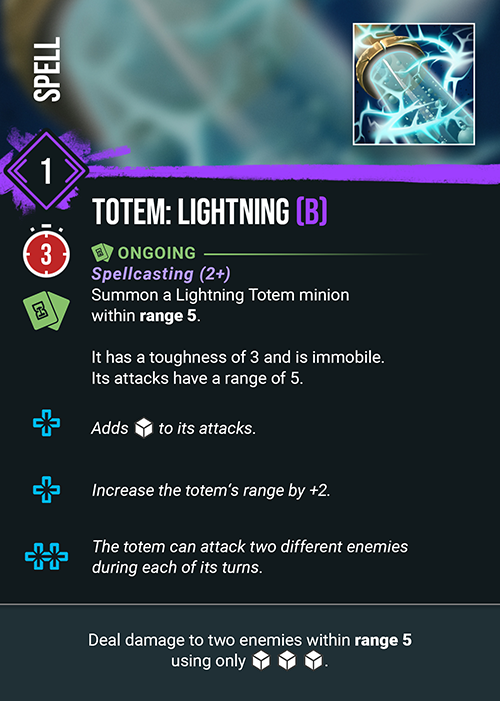 SPELL
1
TOTEM: LIGHTNING (B)
3
ONGOING
Spellcasting (2+)
Summon a Lightning Totem minion
within range 5.
It has a toughness of 3 and is immobile.
Its attacks have a range of 5.
Adds to its attacks.
Increase the totem's range by +2.
The totem can attack two different enemies
during each of its turns.
Deal damage to two enemies within range 5
using only .